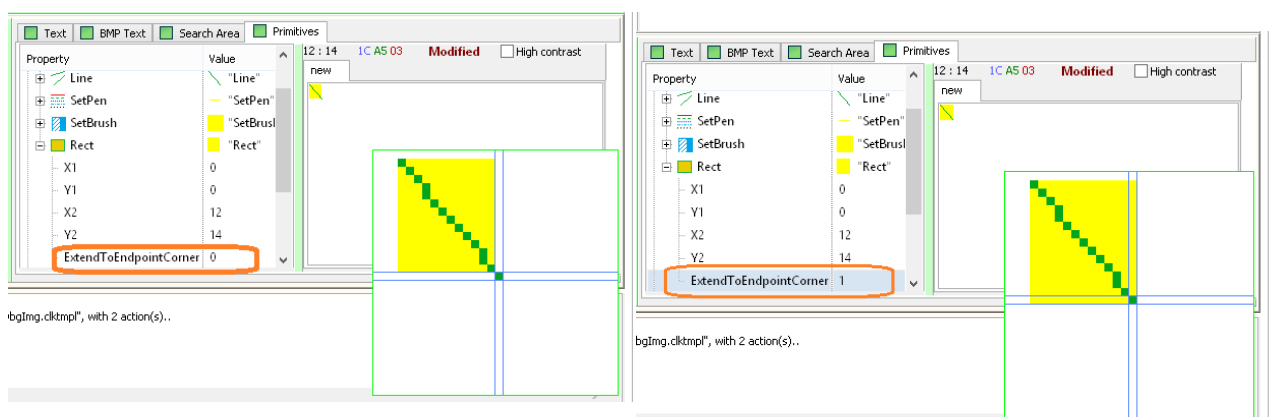 Text BMP Text Search Area Primitives
Property Value
Line "Line"
SetPen "SetPen"
SetBrush "SetBrusl
Rect "Rect"
X1 0
Y1 0
X2 12
Y2 14
ExtendToEndpointCorner 0
12 : 14 1C A5 03 Modified High contrast
new
bgImg.clktmpl", with 2 action(s)..
Text BMP Text Search Area Primitives
Property Value
Line "Line"
SetPen "SetPen"
SetBrush "SetBrusl
Rect "Rect"
X1 0
Y1 0
X2 12
Y2 14
ExtendToEndpointCorner 1
12 : 14 1C A5 03 Modified High contrast
new
bgImg.clktmpl", with 2 action(s)..